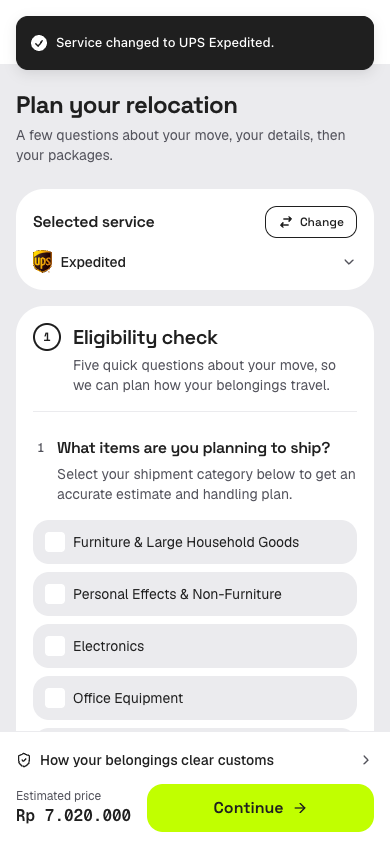 Service changed to UPS Expedited.
Plan your relocation
A few questions about your move, your details, then
your packages.
Selected service
Change
ups
Expedited
1
Eligibility check
Five quick questions about your move, so
we can plan how your belongings travel.
1
What items are you planning to ship?
Select your shipment category below to get an
accurate estimate and handling plan.
Furniture & Large Household Goods
Personal Effects & Non-Furniture
Electronics
Office Equipment
How your belongings clear customs
Estimated price
Rp 7.020.000
Continue